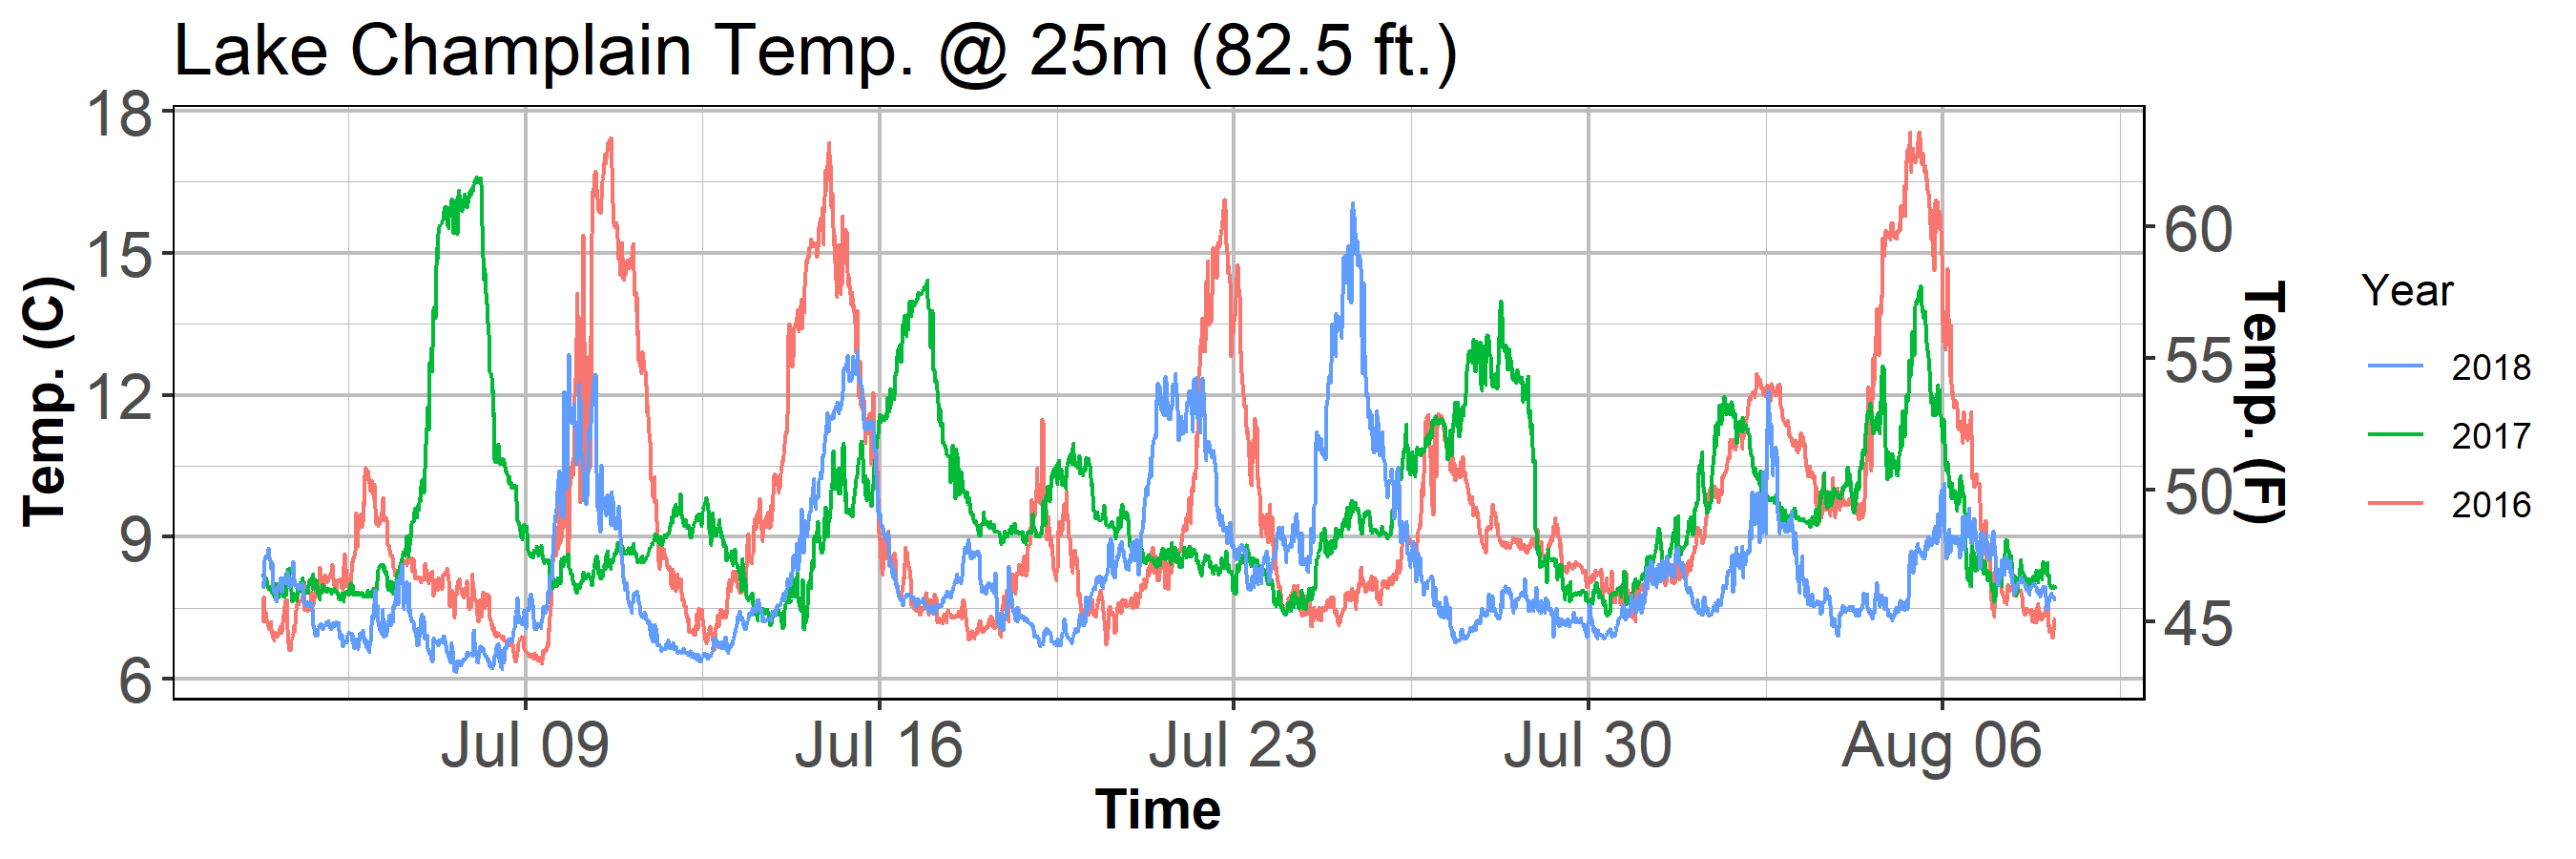 Lake Champlain Temp. @ 25m (82.5 ft.)
18
15
12
9
6
Temp. (C)
60
55
50
45
Temp. (F)
Jul 09 Jul 16 Jul 23 Jul 30 Aug 06
Time
Year
2018
2017
2016